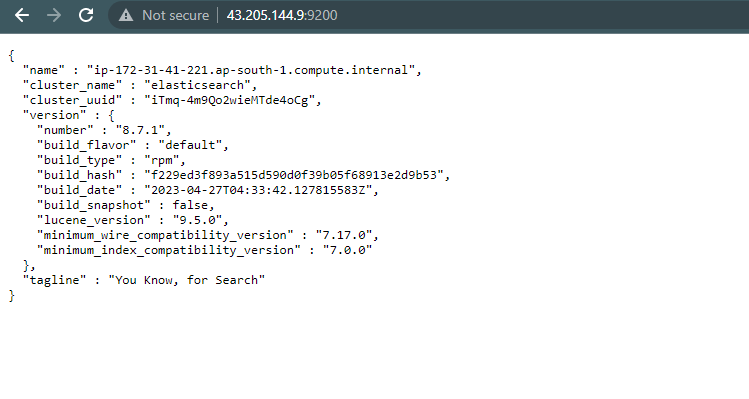 Not secure | 43.205.144.9:9200
{
  "name" : "ip-172-31-41-221.ap-south-1.compute.internal",
  "cluster_name" : "elasticsearch",
  "cluster_uuid" : "iTmq-4m9Qo2wieMTde4oCg",
  "version" : {
    "number" : "8.7.1",
    "build_flavor" : "default",
    "build_type" : "rpm",
    "build_hash" : "f229ed3f893a515d590d0f39b05f68913e2d9b53",
    "build_date" : "2023-04-27T04:33:42.127815583Z",
    "build_snapshot" : false,
    "lucene_version" : "9.5.0",
    "minimum_wire_compatibility_version" : "7.17.0",
    "minimum_index_compatibility_version" : "7.0.0"
  },
  "tagline" : "You Know, for Search"
}